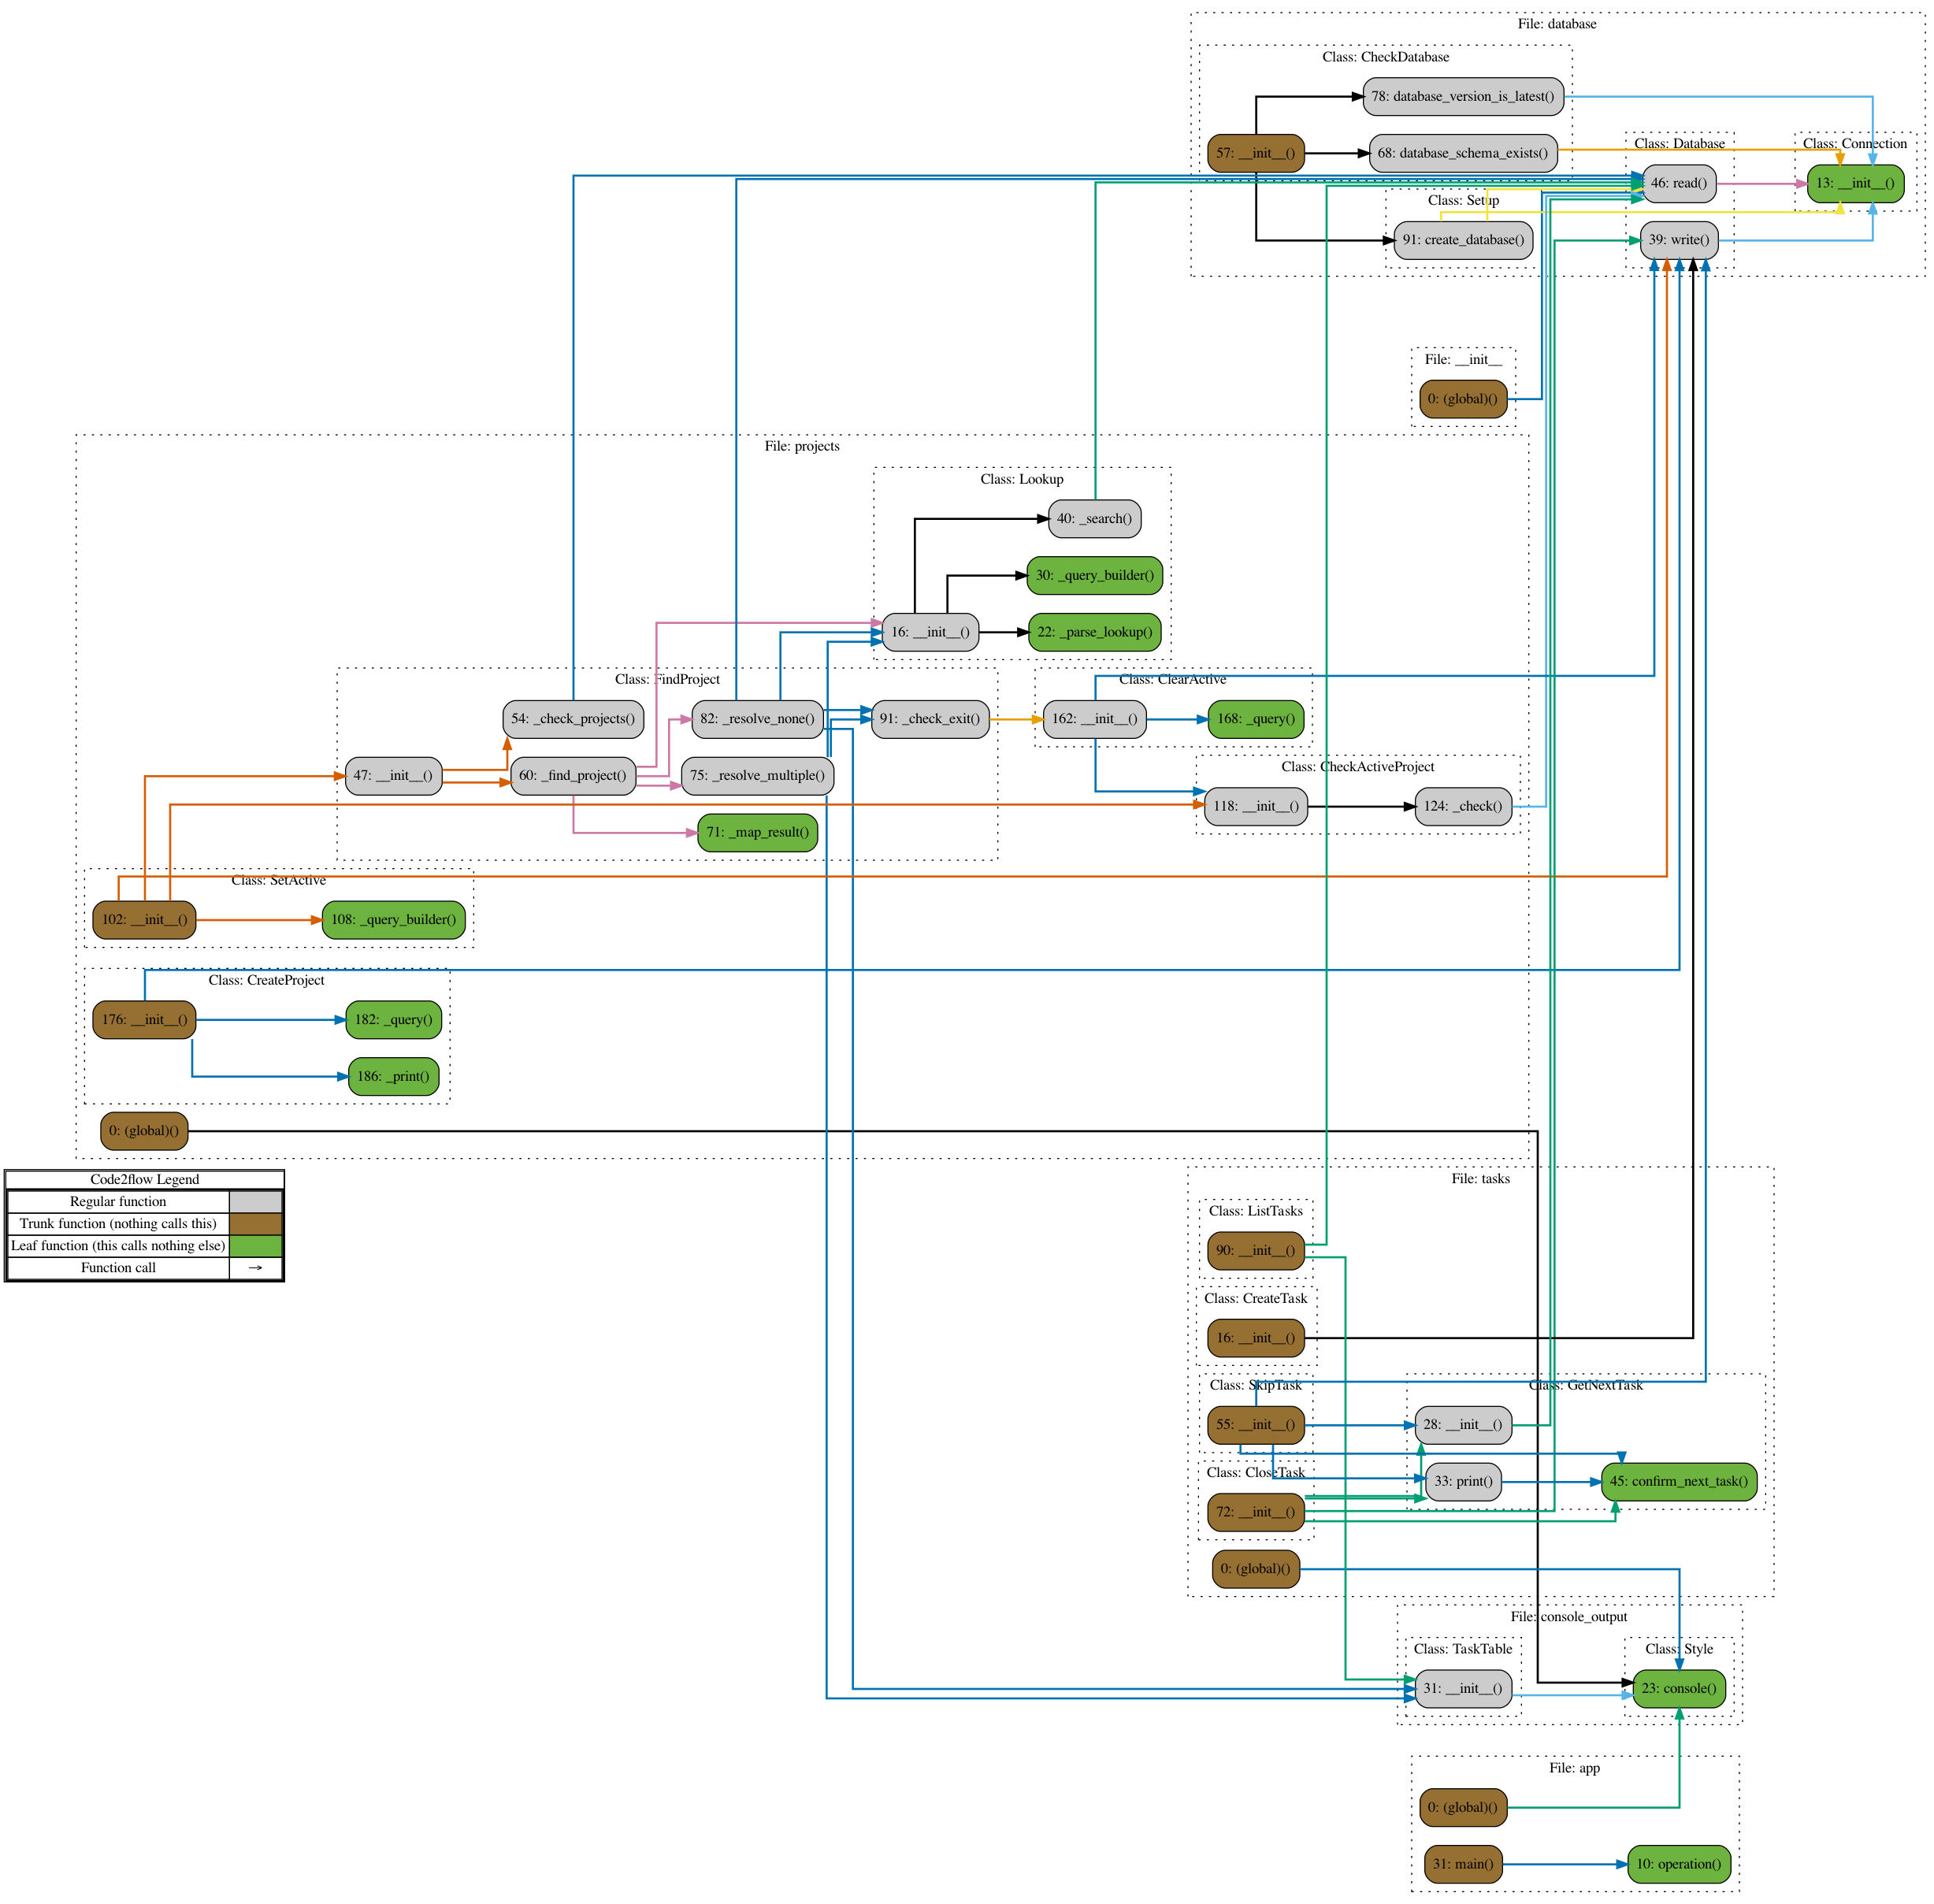 File: database
Class: CheckDatabase
78: database_version_is_latest()
57: __init__()
68: database_schema_exists()
Class: Database
Class: Connection
46: read()
13: __init__()
Class: Setup
91: create_database()
39: write()
File: __init__
0: (global)()
File: projects
Class: Lookup
40: _search()
30: _query_builder()
16: __init__()
22: _parse_lookup()
Class: FindProject
54: _check_projects()
82: _resolve_none()
91: _check_exit()
47: __init__()
60: _find_project()
75: _resolve_multiple()
71: _map_result()
Class: ClearActive
162: __init__()
168: _query()
Class: CheckActiveProject
118: __init__()
124: _check()
Class: SetActive
102: __init__()
108: _query_builder()
Class: CreateProject
176: __init__()
182: _query()
186: _print()
0: (global)()
Code2flow Legend
Regular function
Trunk function (nothing calls this)
Leaf function (this calls nothing else)
Function call
→
File: tasks
Class: ListTasks
90: __init__()
Class: CreateTask
16: __init__()
Class: SkipTask
55: __init__()
Class: GetNextTask
28: __init__()
33: print()
45: confirm_next_task()
Class: CloseTask
72: __init__()
0: (global)()
File: console_output
Class: TaskTable
31: __init__()
Class: Style
23: console()
File: app
0: (global)()
31: main()
10: operation()